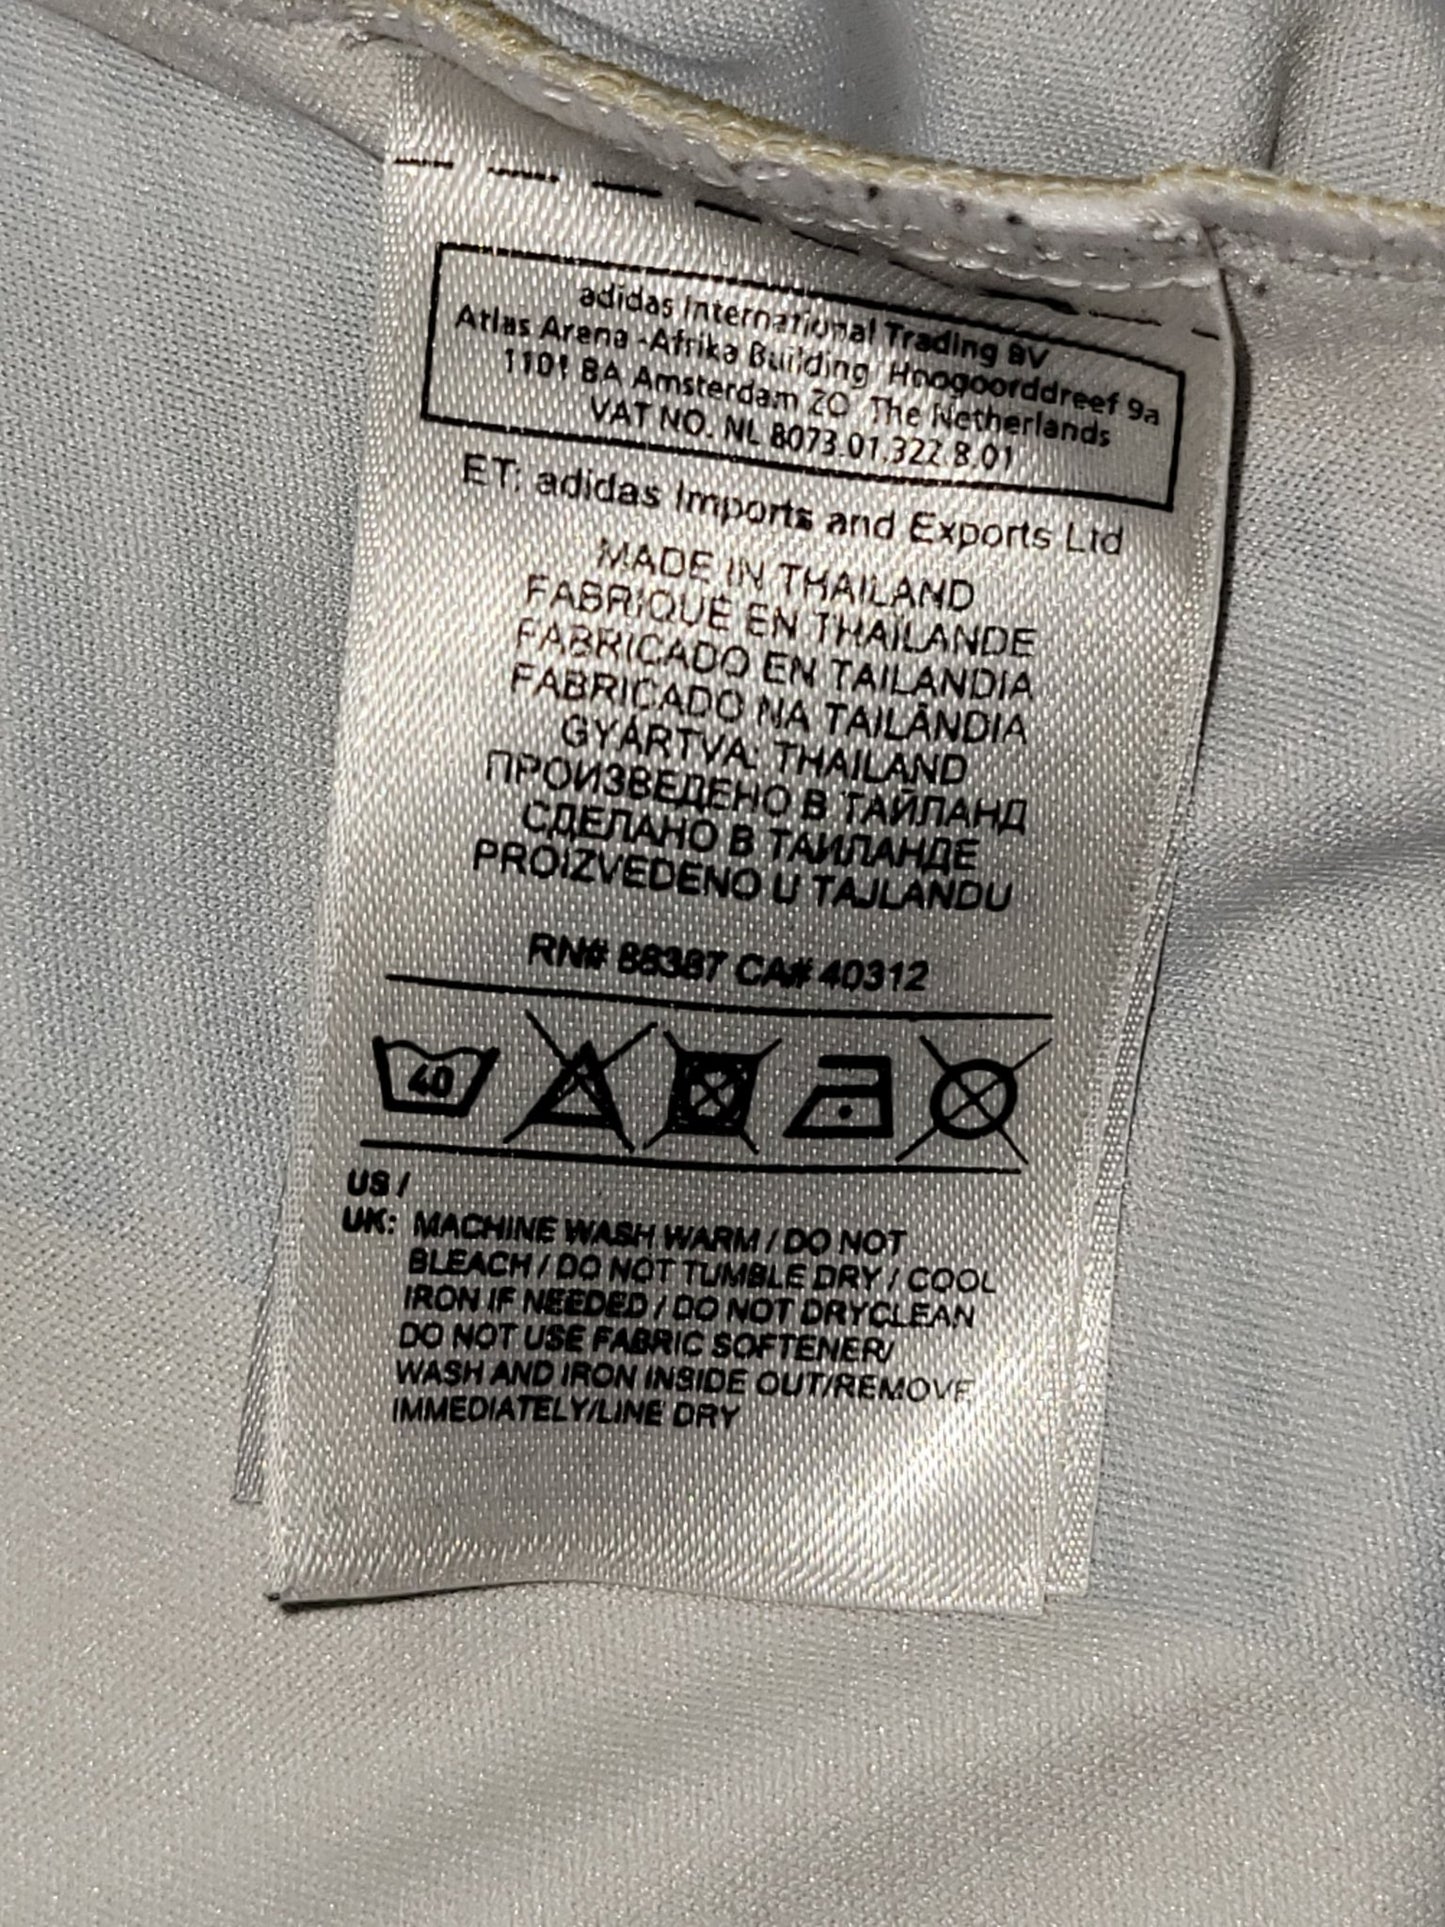 adidas International Trading BV
Atlas Arena -Afrika Building Hoogoorddreef 9a
1101 BA Amsterdam ZO The Netherlands
VAT NO. NL 8073.01.322.B.01
ET: adidas Imports and Exports Ltd
MADE IN THAILAND
FABRIQUÉ EN THAÏLANDE
FABRICADO EN TAILANDIA
FABRICADO NA TAILÂNDIA
GYÁRTVA: THAILAND
ПРОИЗВЕДЕНО В ТАЙЛАНД
СДЕЛАНО В ТАИЛАНДЕ
PROIZVEDENO U TAJLANDU
RN# 88387 CA# 40312
40
US /
UK: MACHINE WASH WARM / DO NOT
BLEACH / DO NOT TUMBLE DRY / COOL
IRON IF NEEDED / DO NOT DRYCLEAN
DO NOT USE FABRIC SOFTENER/
WASH AND IRON INSIDE OUT/REMOVE
IMMEDIATELY/LINE DRY